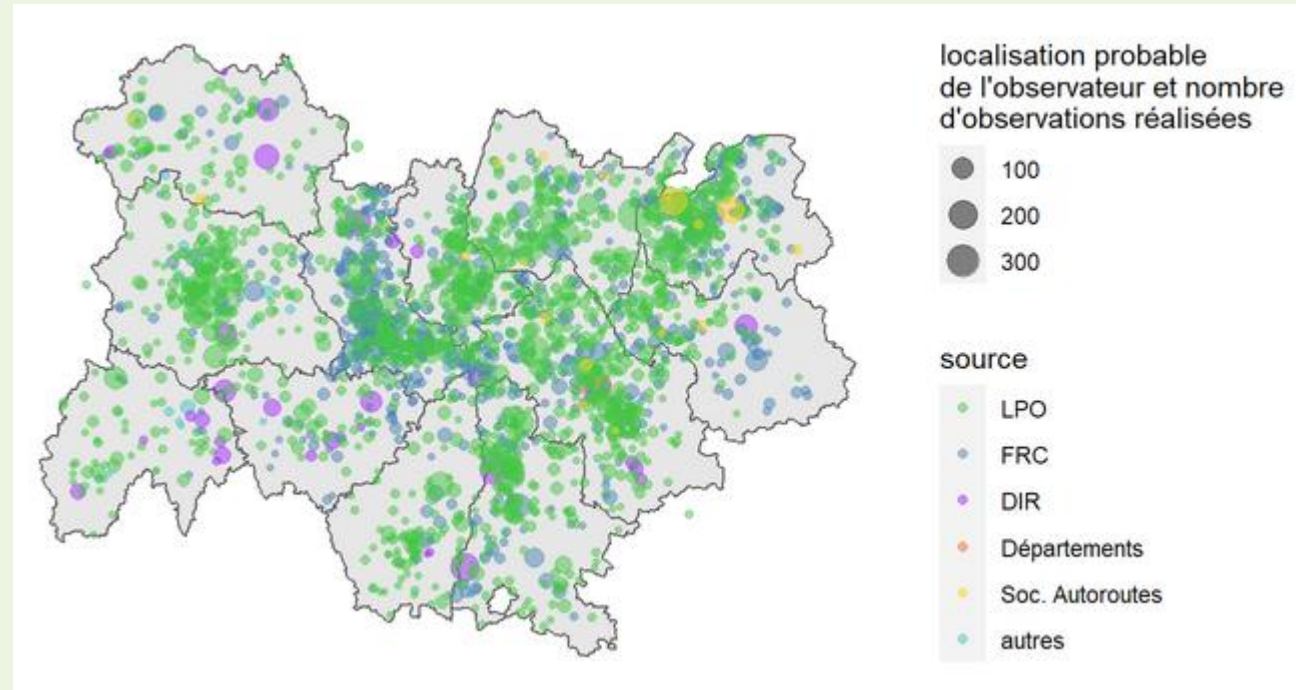 localisation probable
de l'observateur et nombre
d'observations réalisées
100
200
300
source
LPO
FRC
DIR
Départements
Soc. Autoroutes
autres